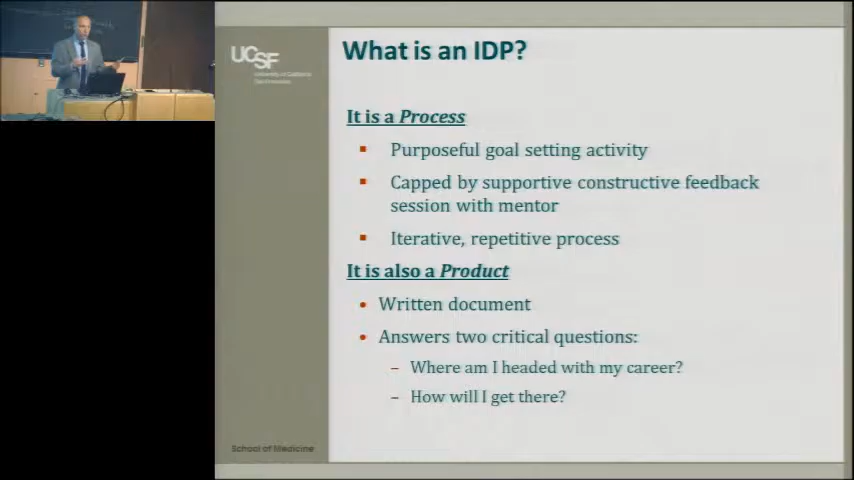 UCSF
University of California
San Francisco
What is an IDP?
It is a Process
Purposeful goal setting activity
Capped by supportive constructive feedback
session with mentor
Iterative, repetitive process
It is also a Product
Written document
Answers two critical questions:
– Where am I headed with my career?
– How will I get there?
School of Medicine